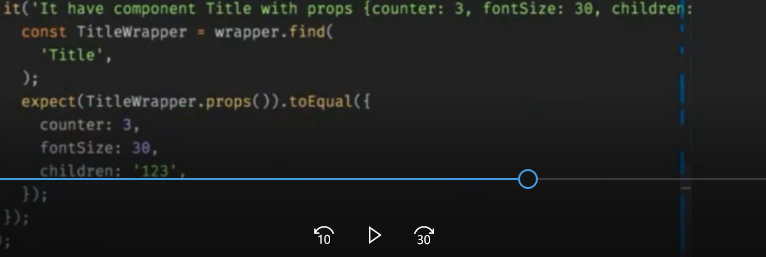 it('It have component Title with props {counter: 3, fontSize: 30, children:
const TitleWrapper = wrapper.find(
'Title',
);
expect(TitleWrapper.props()).toEqual({
counter: 3,
fontSize: 30,
children: '123',
});
});
;
10
30